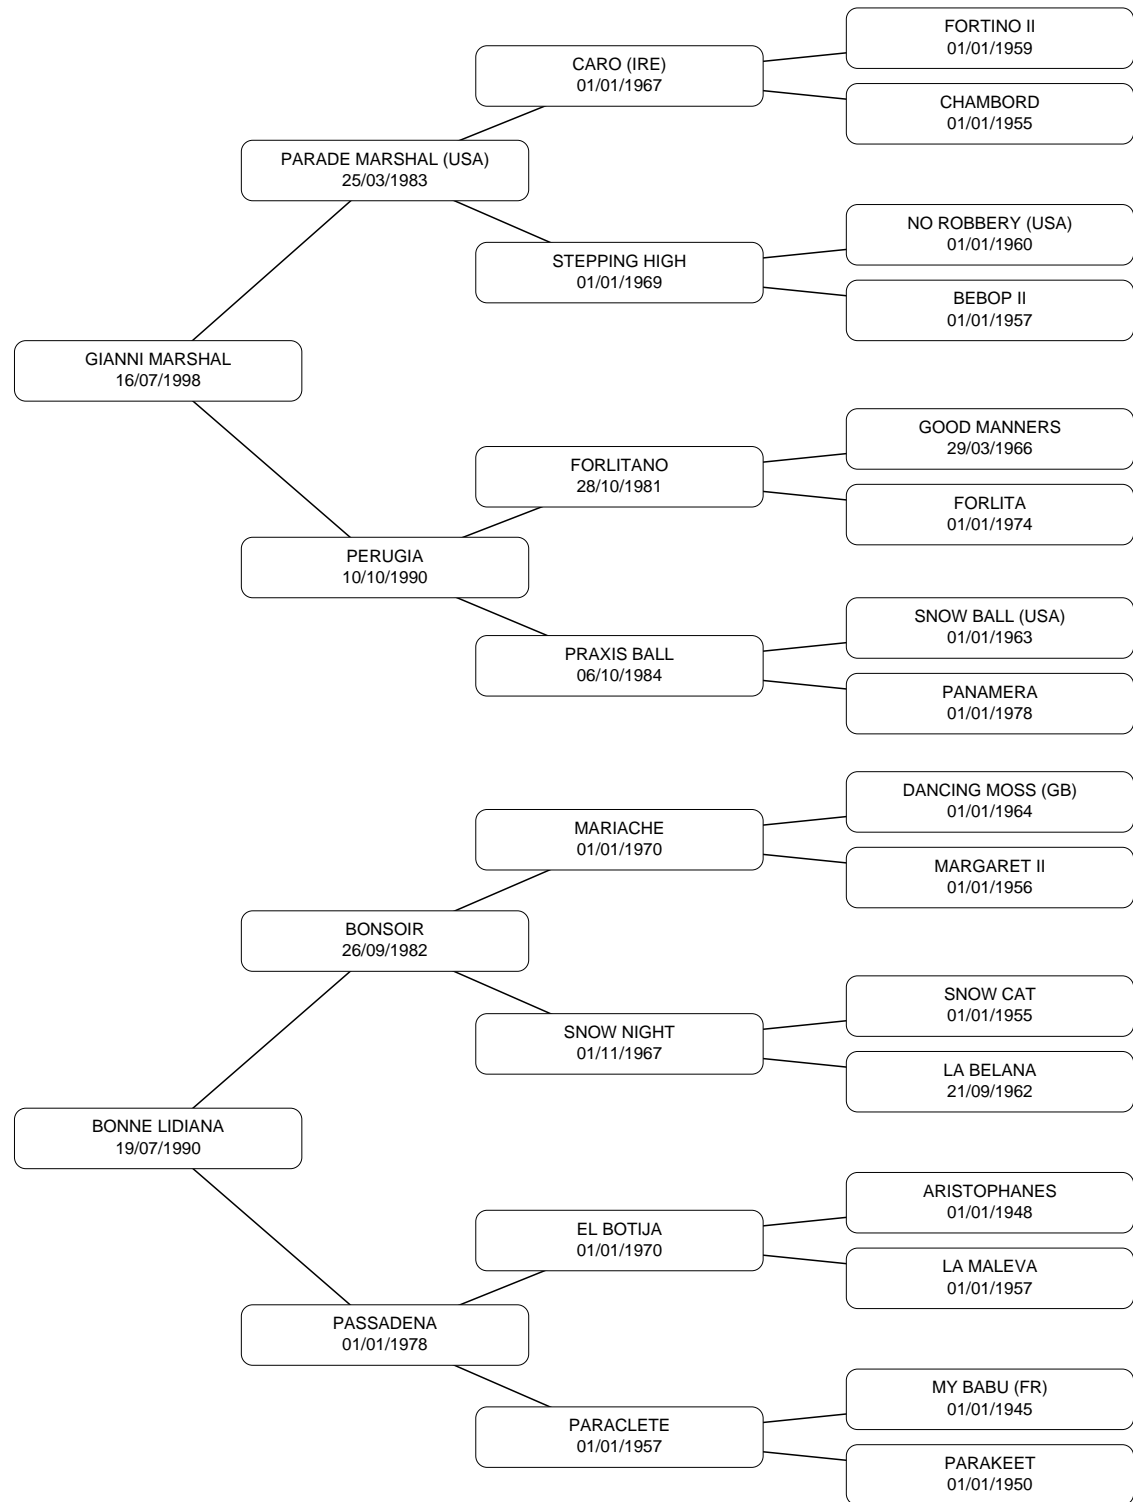 FORTINO II
01/01/1959
CARO (IRE)
01/01/1967
CHAMBORD
01/01/1955
PARADE MARSHAL (USA)
25/03/1983
NO ROBBERY (USA)
01/01/1960
STEPPING HIGH
01/01/1969
BEBOP II
01/01/1957
GIANNI MARSHAL
16/07/1998
GOOD MANNERS
29/03/1966
FORLITANO
28/10/1981
FORLITA
01/01/1974
PERUGIA
10/10/1990
SNOW BALL (USA)
01/01/1963
PRAXIS BALL
06/10/1984
PANAMERA
01/01/1978
DANCING MOSS (GB)
01/01/1964
MARIACHE
01/01/1970
MARGARET II
01/01/1956
BONSOIR
26/09/1982
SNOW CAT
01/01/1955
SNOW NIGHT
01/11/1967
LA BELANA
21/09/1962
BONNE LIDIANA
19/07/1990
ARISTOPHANES
01/01/1948
EL BOTIJA
01/01/1970
LA MALEVA
01/01/1957
PASSADENA
01/01/1978
MY BABU (FR)
01/01/1945
PARACLETE
01/01/1957
PARAKEET
01/01/1950